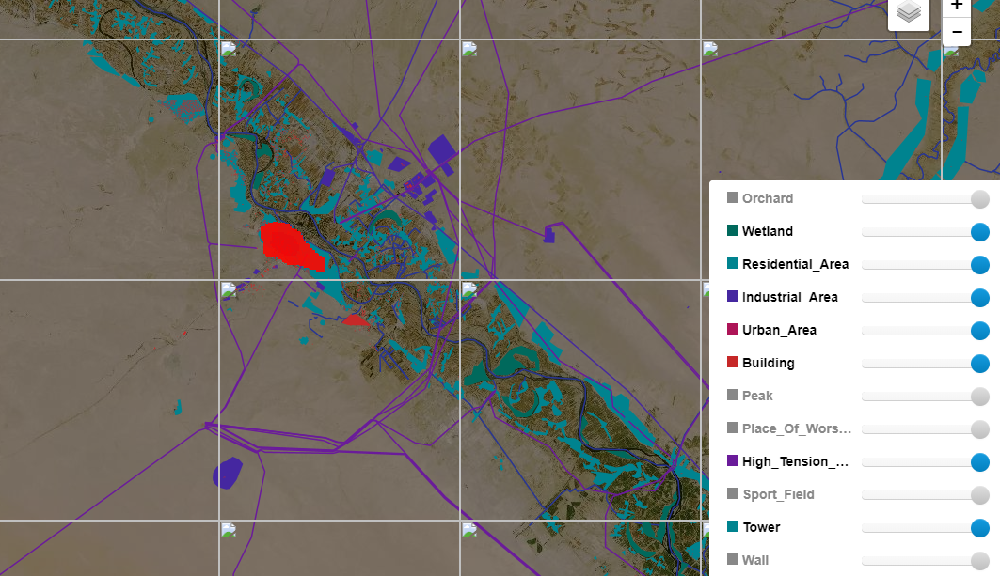 +
−
Orchard
Wetland
Residential_Area
Industrial_Area
Urban_Area
Building
Peak
Place_Of_Wors...
High_Tension_...
Sport_Field
Tower
Wall